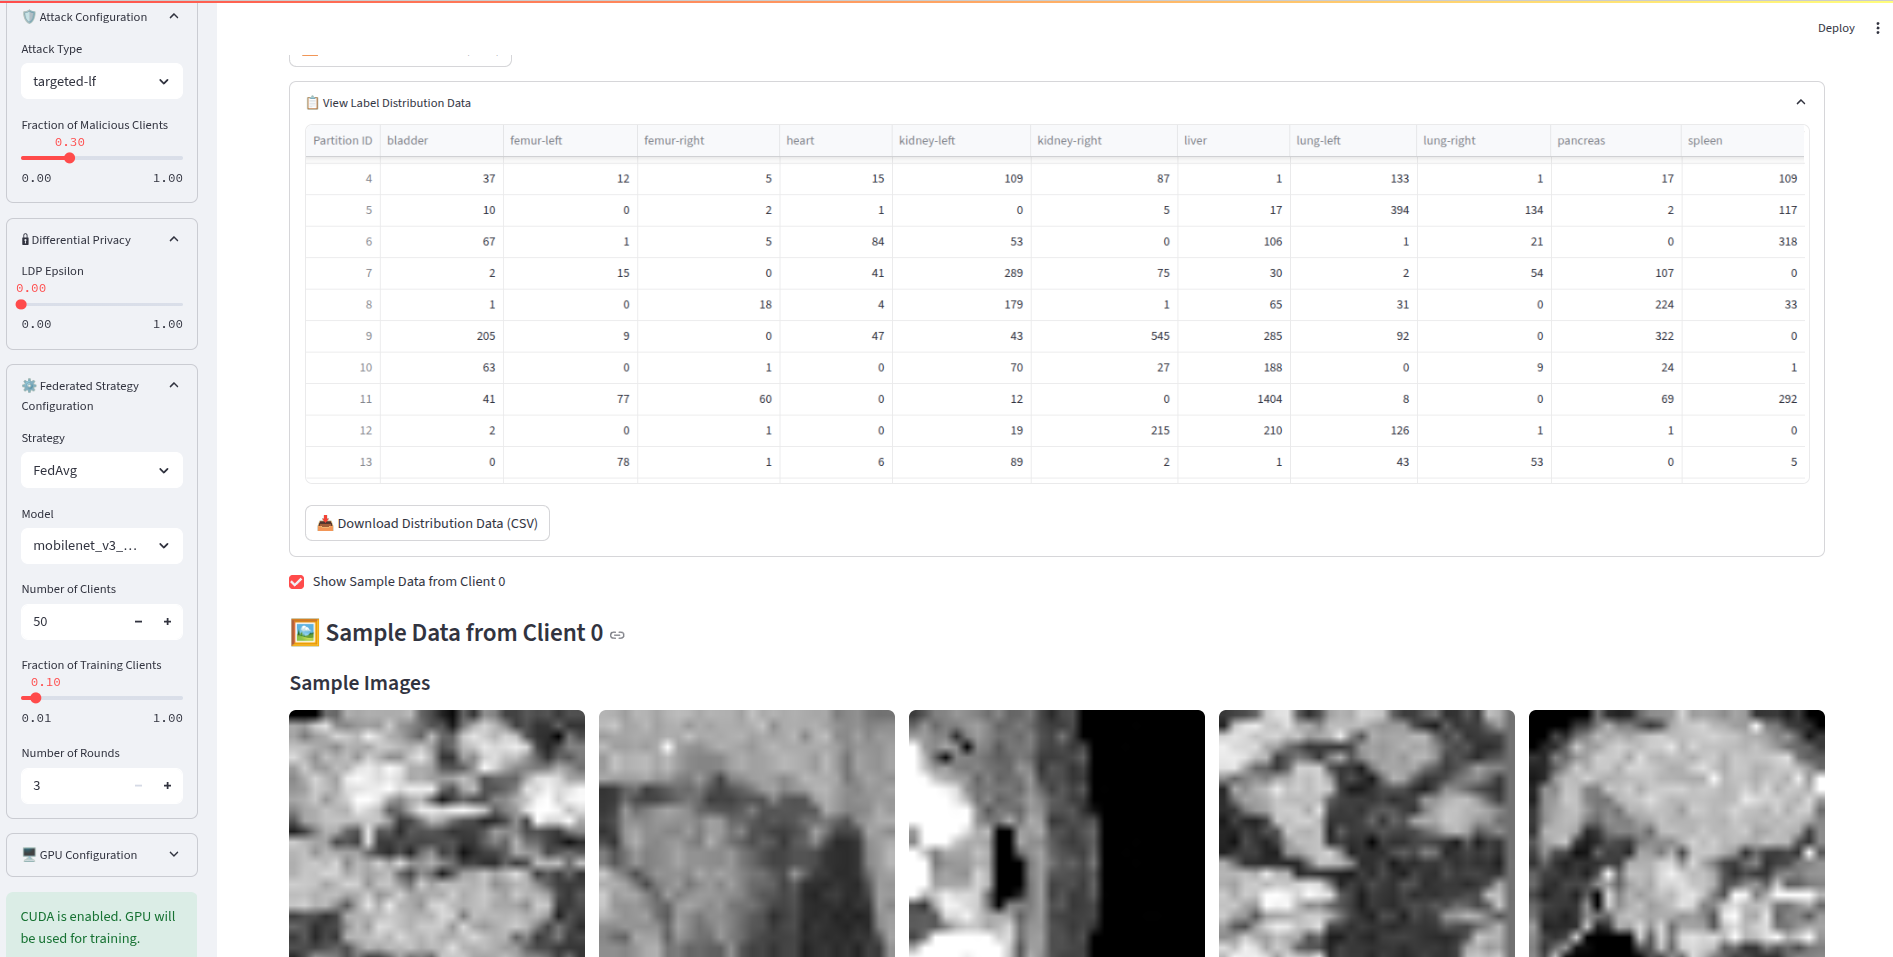 Attack Configuration
Attack Type
targeted-lf
Fraction of Malicious Clients
0.30
0.00 1.00
Differential Privacy
LDP Epsilon
0.00
0.00 1.00
Federated Strategy
Configuration
Strategy
FedAvg
Model
mobilenet_v3_...
Number of Clients
50
Fraction of Training Clients
0.10
0.01 1.00
Number of Rounds
3
GPU Configuration
CUDA is enabled. GPU will
be used for training.
Deploy
View Label Distribution Data
Partition ID bladder femur-left femur-right heart kidney-left kidney-right liver lung-left lung-right pancreas spleen
4 37 12 5 15 109 87 1 133 1 17 109
5 10 0 2 1 0 5 17 394 134 2 117
6 67 1 5 84 53 0 106 1 21 0 318
7 2 15 0 41 289 75 30 2 54 107 0
8 1 0 18 4 179 1 65 31 0 224 33
9 205 9 0 47 43 545 285 92 0 322 0
10 63 0 1 0 70 27 188 0 9 24 1
11 41 77 60 0 12 0 1404 8 0 69 292
12 2 0 1 0 19 215 210 126 1 1 0
13 0 78 1 6 89 2 1 43 53 0 5
Download Distribution Data (CSV)
Show Sample Data from Client 0
Sample Data from Client 0
Sample Images